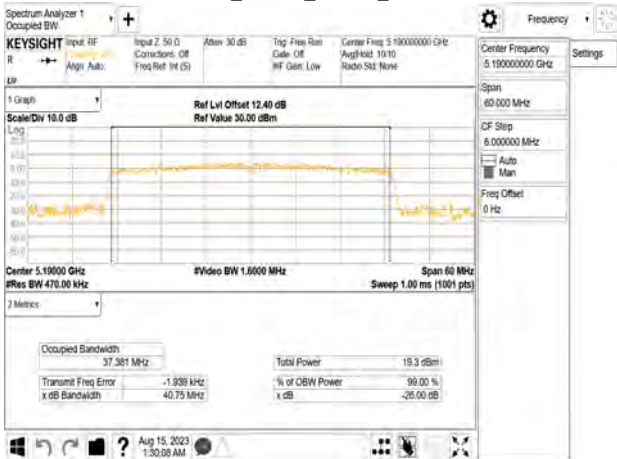 Spectrum Analyzer 1
Occupied BW
Frequency
KEYSIGHT
Input: RF
Align: Auto
Input Z: 50 Ω
Corrections: Off
Freq Ref: Int (S)
Atten: 30 dB
Trig: Free Run
Gate: Off
#IF Gain: Low
Center Freq: 5.190000000 GHz
Avg|Hold: 10/10
Radio Std: None
R
Center Frequency
5.190000000 GHz
Settings
Span
60.000 MHz
CF Step
6.000000 MHz
Auto
Man
Freq Offset
0 Hz
1 Graph
Scale/Div 10.0 dB
Ref Lvl Offset 12.40 dB
Ref Value 30.00 dBm
Log
Center 5.19000 GHz
#Res BW 470.00 kHz
#Video BW 1.6000 MHz
Span 60 MHz
Sweep 1.00 ms (1001 pts)
2 Metrics
Occupied Bandwidth
37.381 MHz
Total Power
19.3 dBm
Transmit Freq Error
-1.939 kHz
% of OBW Power
99.00 %
x dB Bandwidth
40.75 MHz
x dB
-26.00 dB
Aug 15, 2023
1:30:08 AM